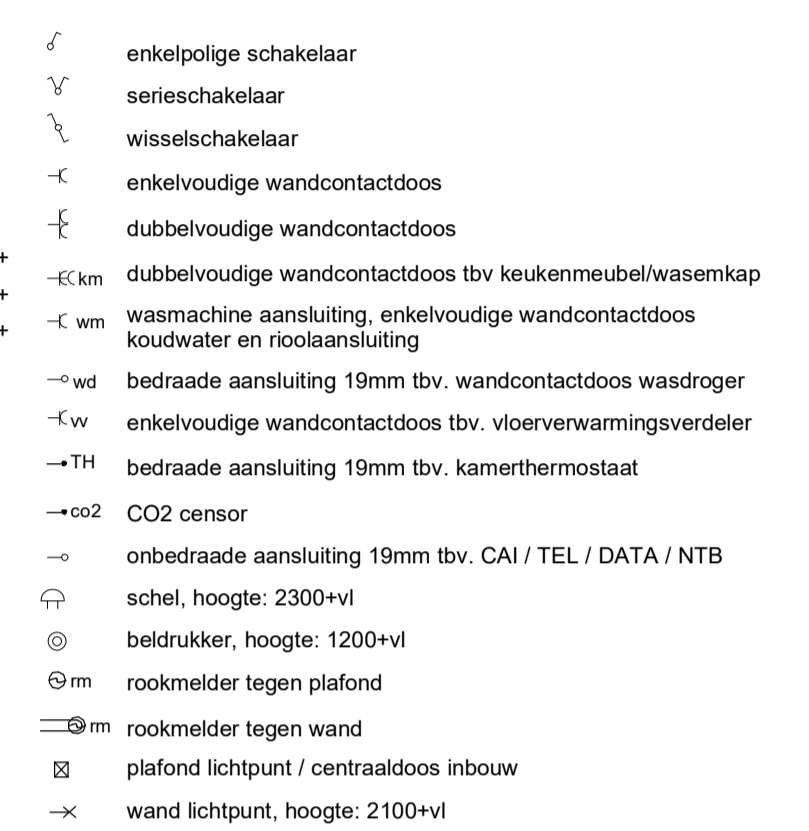 enkelpolige schakelaar
serieschakelaar
wisselschakelaar
enkelvoudige wandcontactdoos
dubbelvoudige wandcontactdoos
+
km dubbelvoudige wandcontactdoos tbv keukenmeubel/wasemkap
+
wm wasmachine aansluiting, enkelvoudige wandcontactdoos
+
koudwater en rioolaansluiting
wd bedraade aansluiting 19mm tbv. wandcontactdoos wasdroger
vv enkelvoudige wandcontactdoos tbv. vloerverwarmingsverdeler
TH bedraade aansluiting 19mm tbv. kamerthermostaat
co2 CO2 censor
onbedraade aansluiting 19mm tbv. CAI / TEL / DATA / NTB
schel, hoogte: 2300+vl
beldrukker, hoogte: 1200+vl
rm rookmelder tegen plafond
rm rookmelder tegen wand
plafond lichtpunt / centraaldoos inbouw
wand lichtpunt, hoogte: 2100+vl